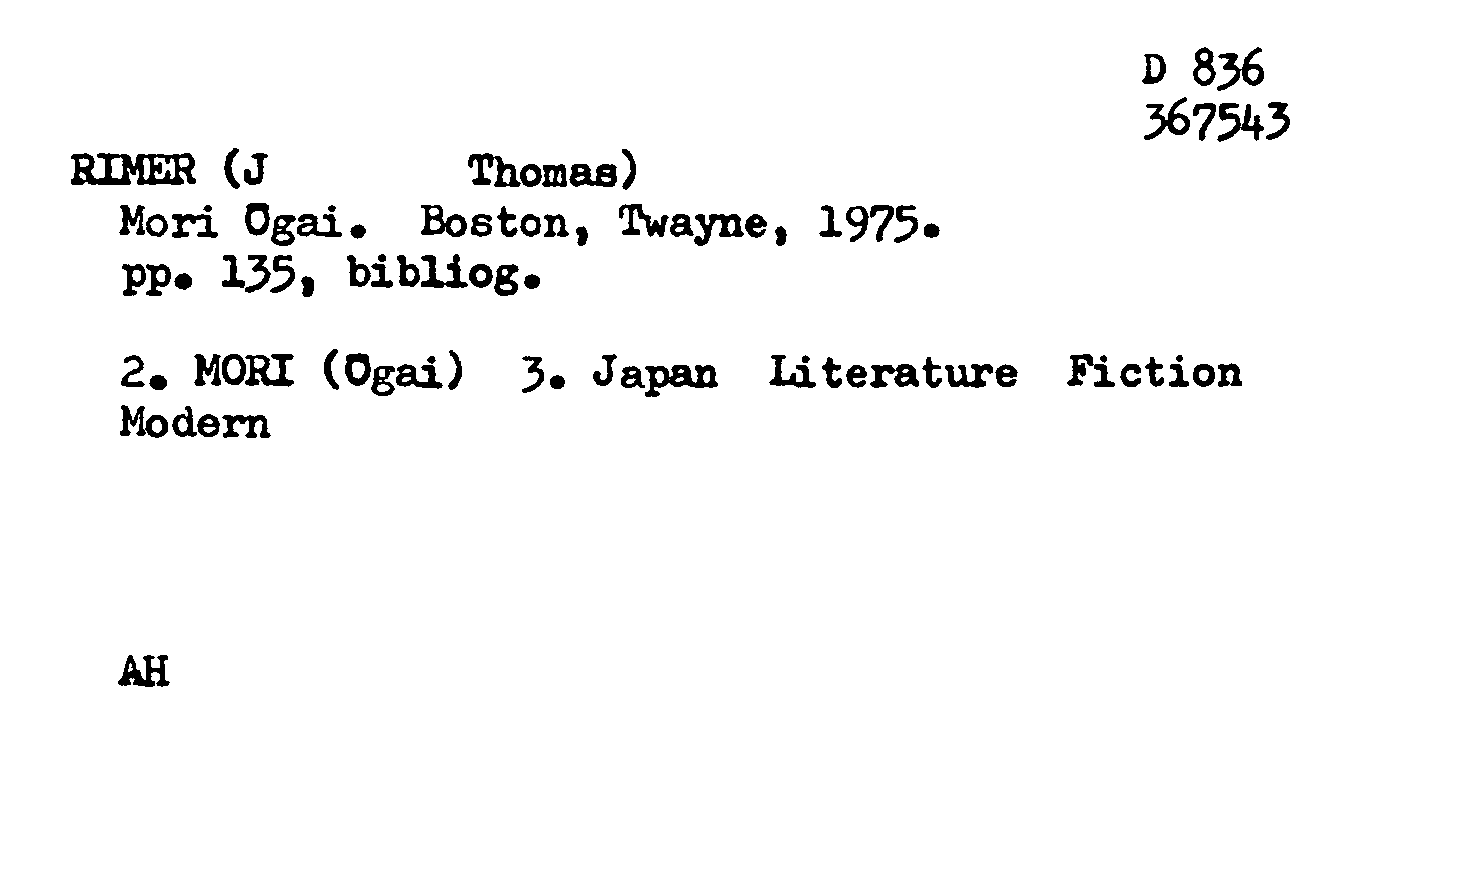 D 836
367543
RIMER (J Thomas)
Mori Ōgai. Boston, Twayne, 1975.
pp. 135, bibliog.
2. MORI (Ōgai) 3. Japan Literature Fiction
Modern
AH